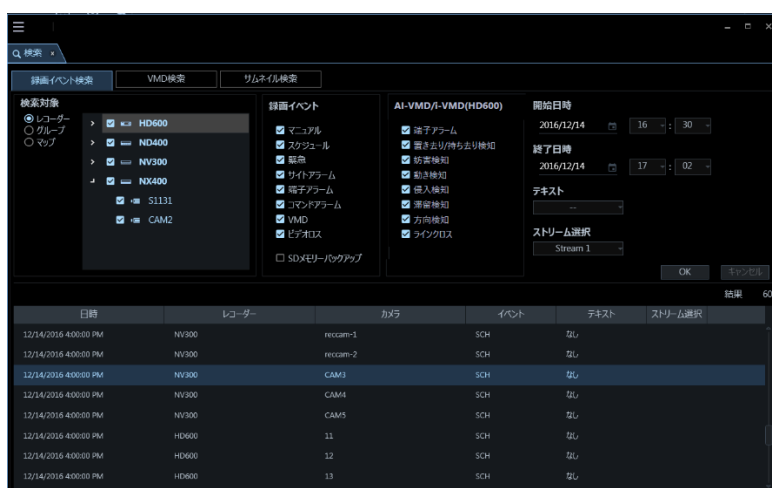 検索 ×
録画イベント検索 VMD検索 サムネイル検索
検索対象
レコーダー
グループ
マップ
HD600
ND400
NV300
NX400
S1131
CAM2
録画イベント
マニュアル
スケジュール
緊急
サイトアラーム
端子アラーム
コマンドアラーム
VMD
ビデオロス
SDメモリーバックアップ
AI-VMD/i-VMD(HD600)
端子アラーム
置き去り/持ち去り検知
妨害検知
動き検知
侵入検知
滞留検知
方向検知
ラインクロス
開始日時
2016/12/14 16 : 30
終了日時
2016/12/14 17 : 02
テキスト
---
ストリーム選択
Stream 1
OK キャンセル
結果 60
日時 レコーダー カメラ イベント テキスト ストリーム選択
12/14/2016 4:00:00 PM NV300 reccam-1 SCH なし
12/14/2016 4:00:00 PM NV300 reccam-2 SCH なし
12/14/2016 4:00:00 PM NV300 CAM3 SCH なし
12/14/2016 4:00:00 PM NV300 CAM4 SCH なし
12/14/2016 4:00:00 PM NV300 CAM5 SCH なし
12/14/2016 4:00:00 PM HD600 11 SCH なし
12/14/2016 4:00:00 PM HD600 12 SCH なし
12/14/2016 4:00:00 PM HD600 13 SCH なし